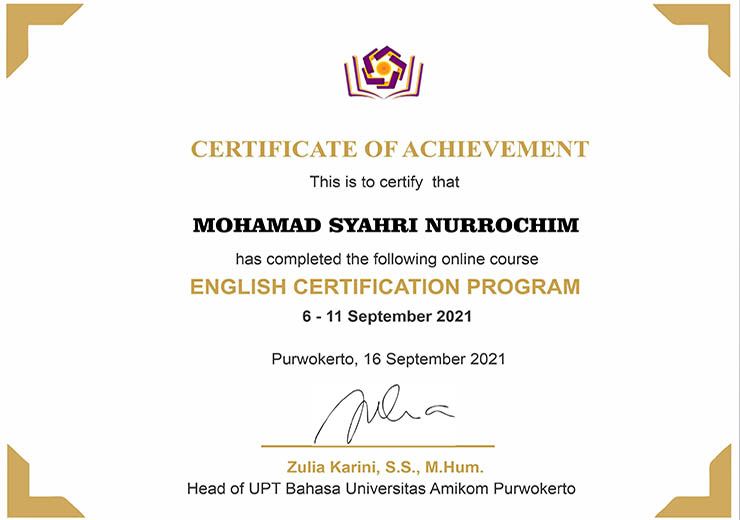 CERTIFICATE OF ACHIEVEMENT
This is to certify that
MOHAMAD SYAHRI NURROCHIM
has completed the following online course
ENGLISH CERTIFICATION PROGRAM
6 - 11 September 2021
Purwokerto, 16 September 2021
Zulia Karini, S.S., M.Hum.
Head of UPT Bahasa Universitas Amikom Purwokerto